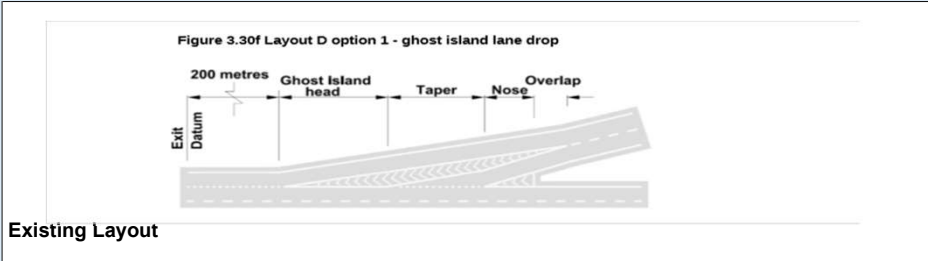 Figure 3.30f Layout D option 1 - ghost island lane drop
200 metres
Ghost Island
head
Taper
Nose
Overlap
Exit
Datum
Existing Layout